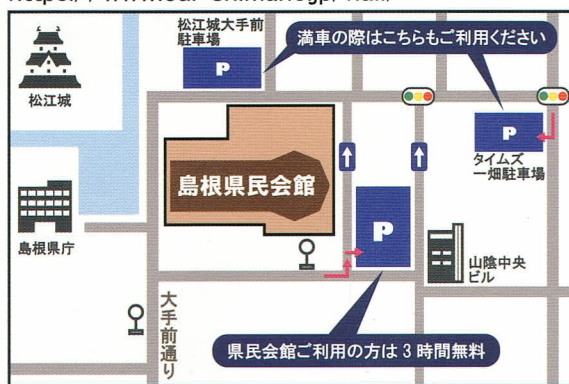 松江城大手前
駐車場
P
満車の際はこちらもご利用ください
松江城
P
タイムズ
一畑駐車場
島根県民会館
P
島根県庁
山陰中央
ビル
大手前通り
県民会館ご利用の方は3時間無料